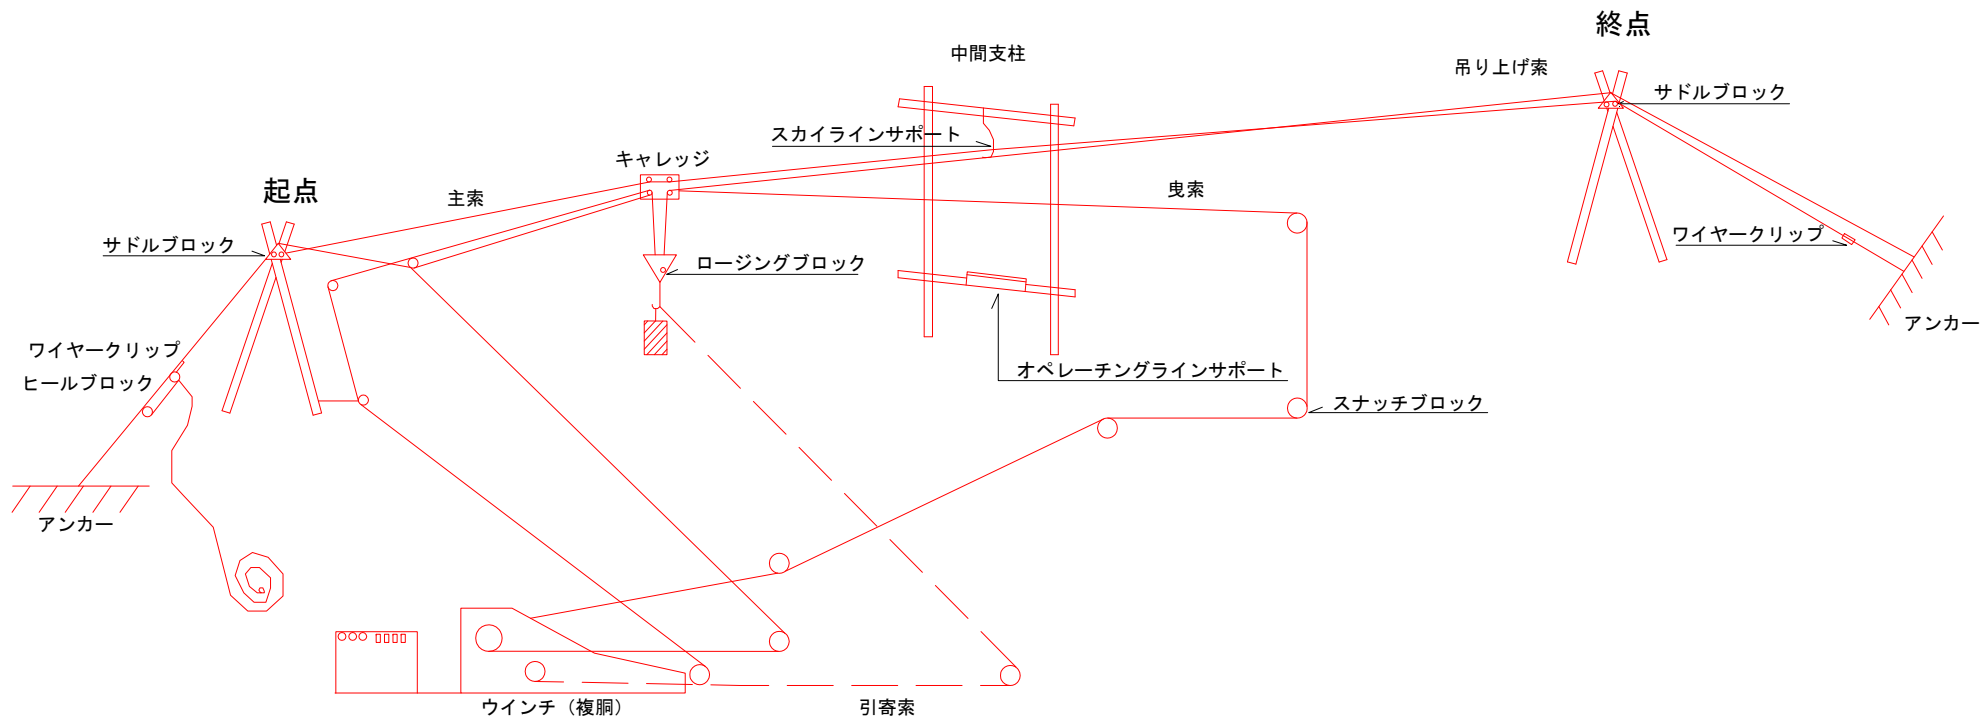 終点
中間支柱
吊り上げ索
サドルブロック
スカイラインサポート
キャレッジ
起点
主索
曳索
サドルブロック
ワイヤークリップ
ロージングブロック
アンカー
ワイヤークリップ
オペレーチングラインサポート
ヒールブロック
スナッチブロック
アンカー
ウインチ（複胴）
引寄索